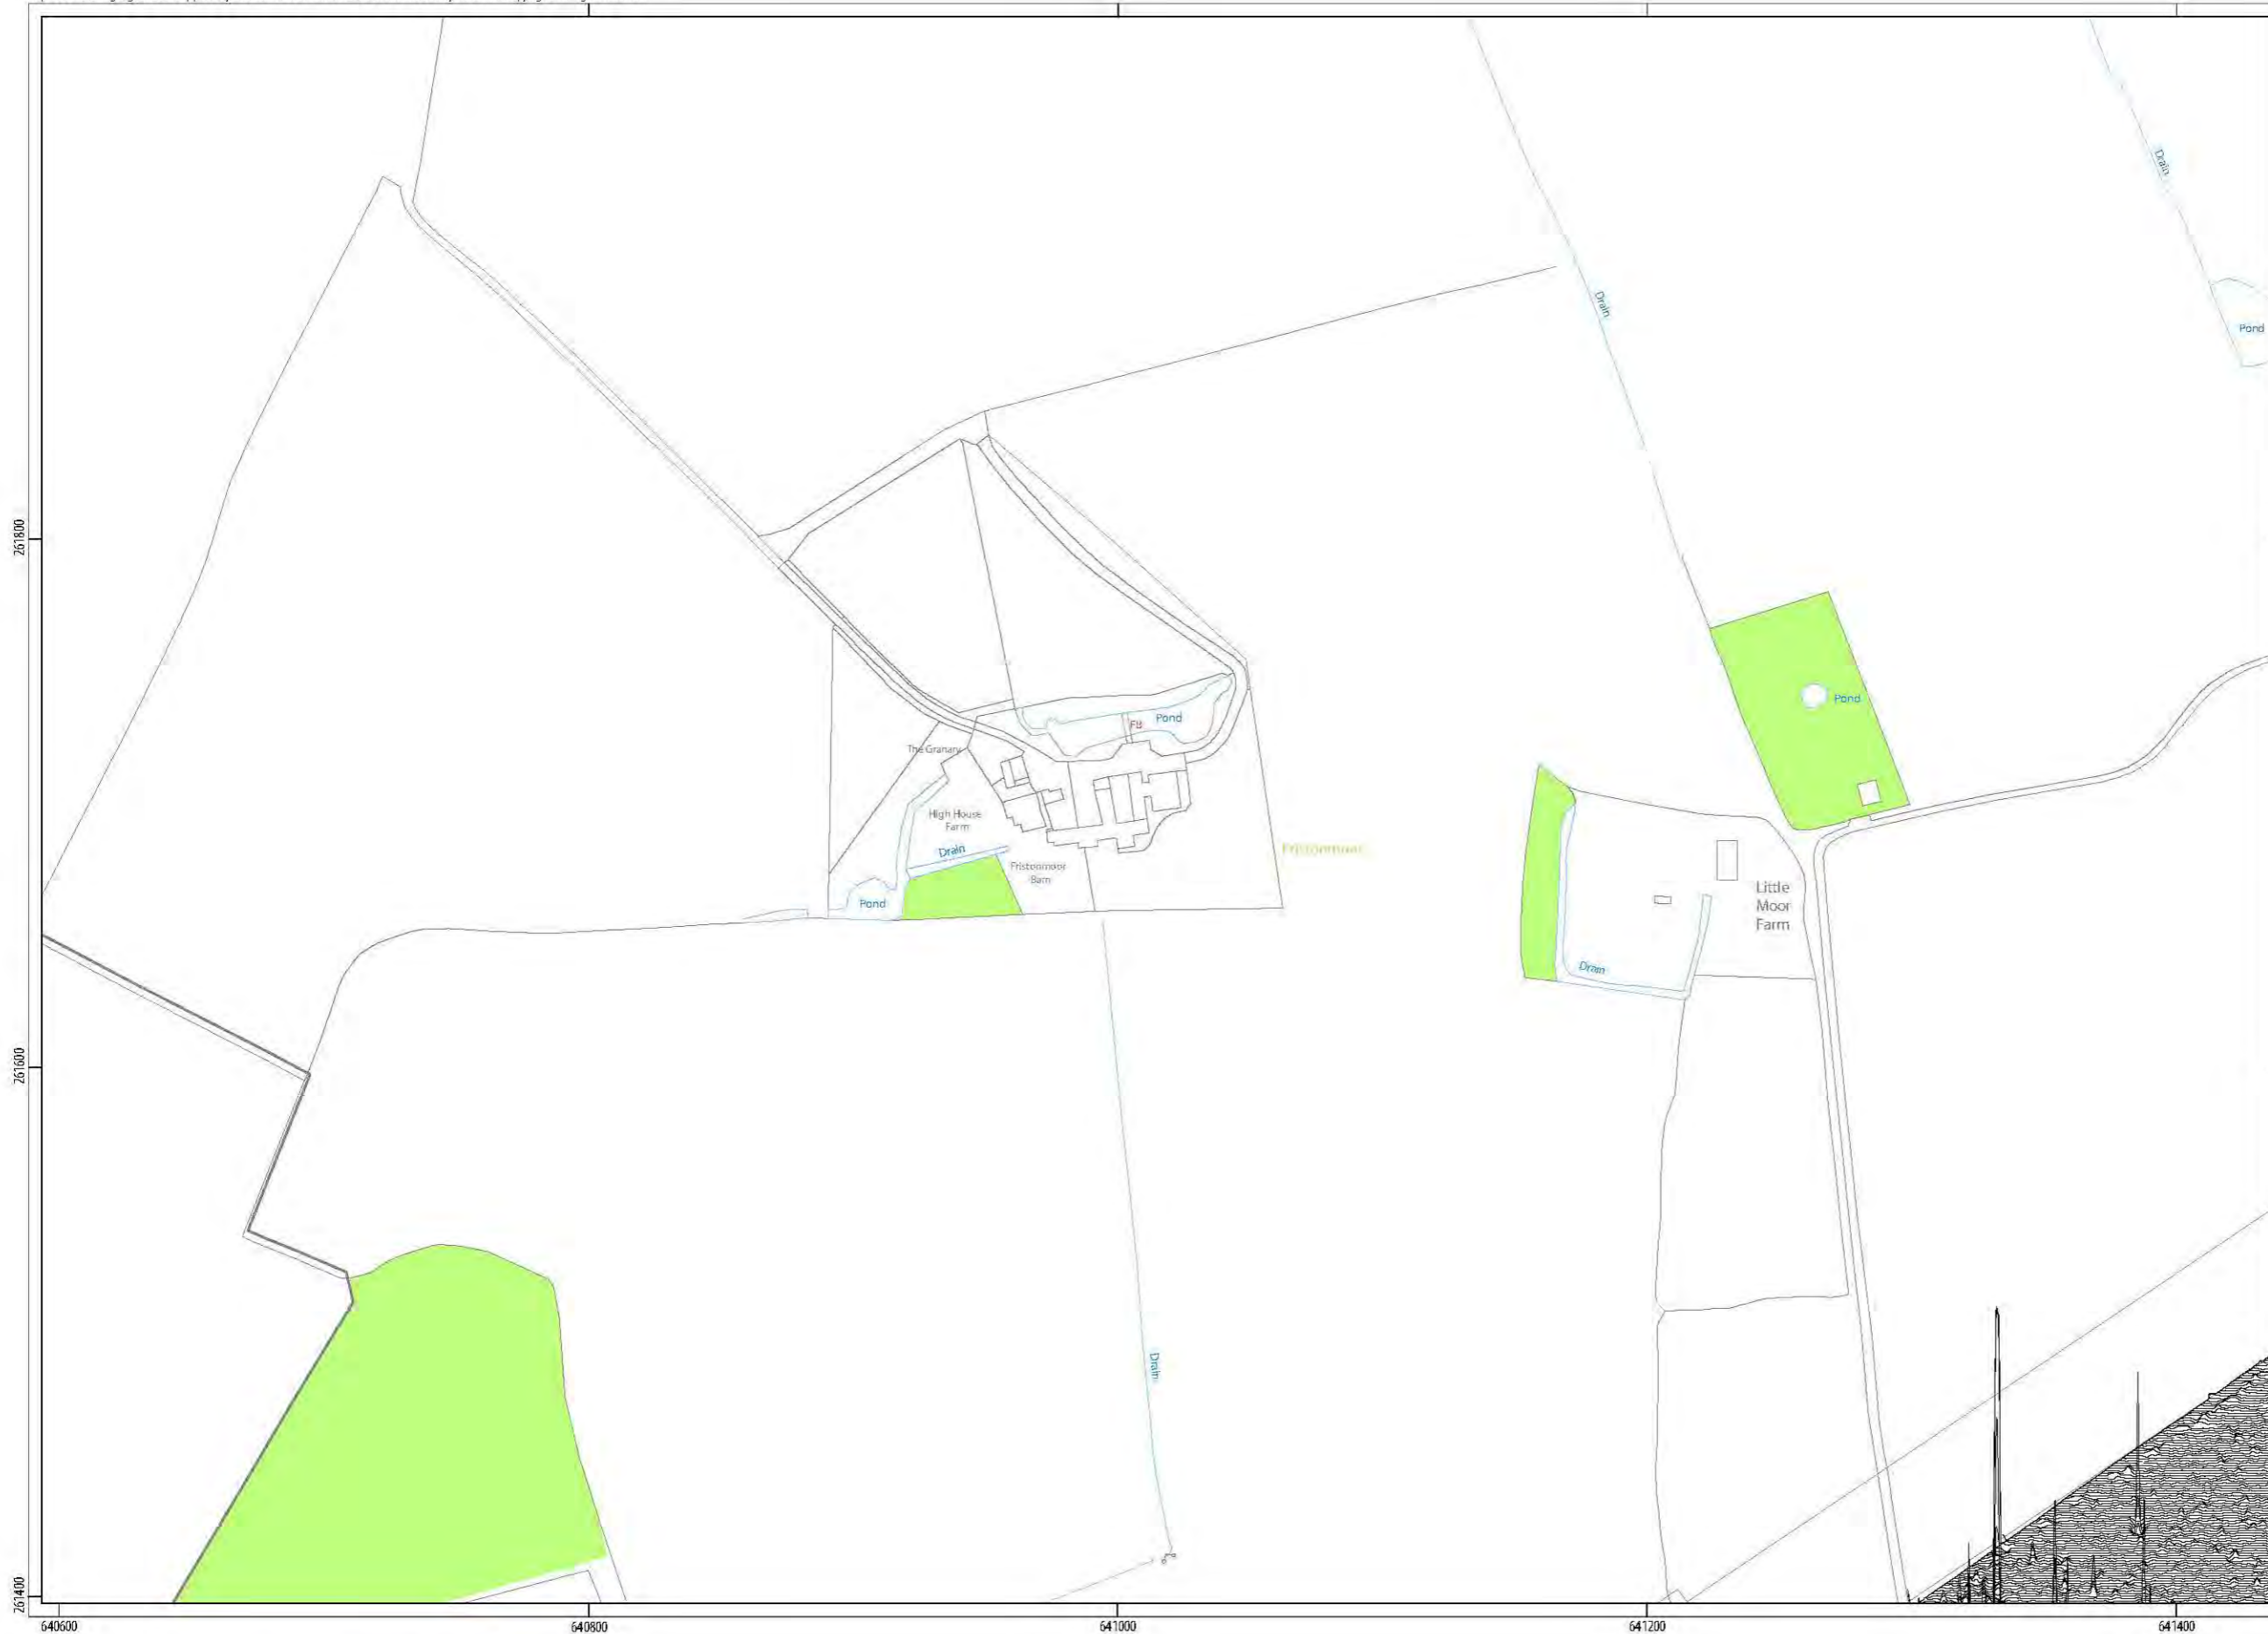 Drain
Drain
Pond
261800
Pond
FB
Pond
The Granary
High House
Farm
Drain
Fristonmoor
Barn
Pond
Fristonmoor
Little
Moor
Farm
Drain
261600
Drain
261400
640600
640800
641000
641200
641400